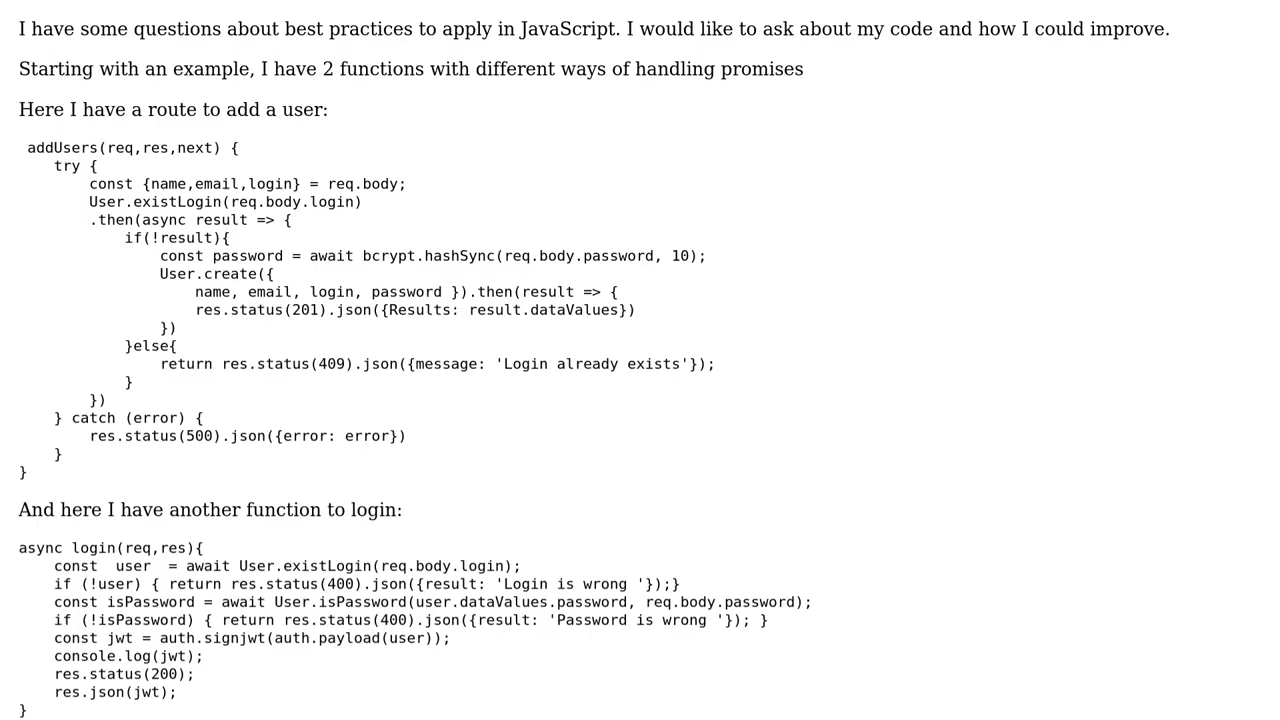 I have some questions about best practices to apply in JavaScript. I would like to ask about my code and how I could improve.
Starting with an example, I have 2 functions with different ways of handling promises
Here I have a route to add a user:
 addUsers(req,res,next) {
    try {
        const {name,email,login} = req.body;
        User.existLogin(req.body.login)
        .then(async result => {
            if(!result){
                const password = await bcrypt.hashSync(req.body.password, 10);
                User.create({
                    name, email, login, password }).then(result => {
                    res.status(201).json({Results: result.dataValues})
                })
            }else{
                return res.status(409).json({message: 'Login already exists'});
            }
        })
    } catch (error) {
        res.status(500).json({error: error})
    }
}
And here I have another function to login:
async login(req,res){
    const  user  = await User.existLogin(req.body.login);
    if (!user) { return res.status(400).json({result: 'Login is wrong '});}
    const isPassword = await User.isPassword(user.dataValues.password, req.body.password);
    if (!isPassword) { return res.status(400).json({result: 'Password is wrong '}); }
    const jwt = auth.signjwt(auth.payload(user));
    console.log(jwt);
    res.status(200);
    res.json(jwt);
}